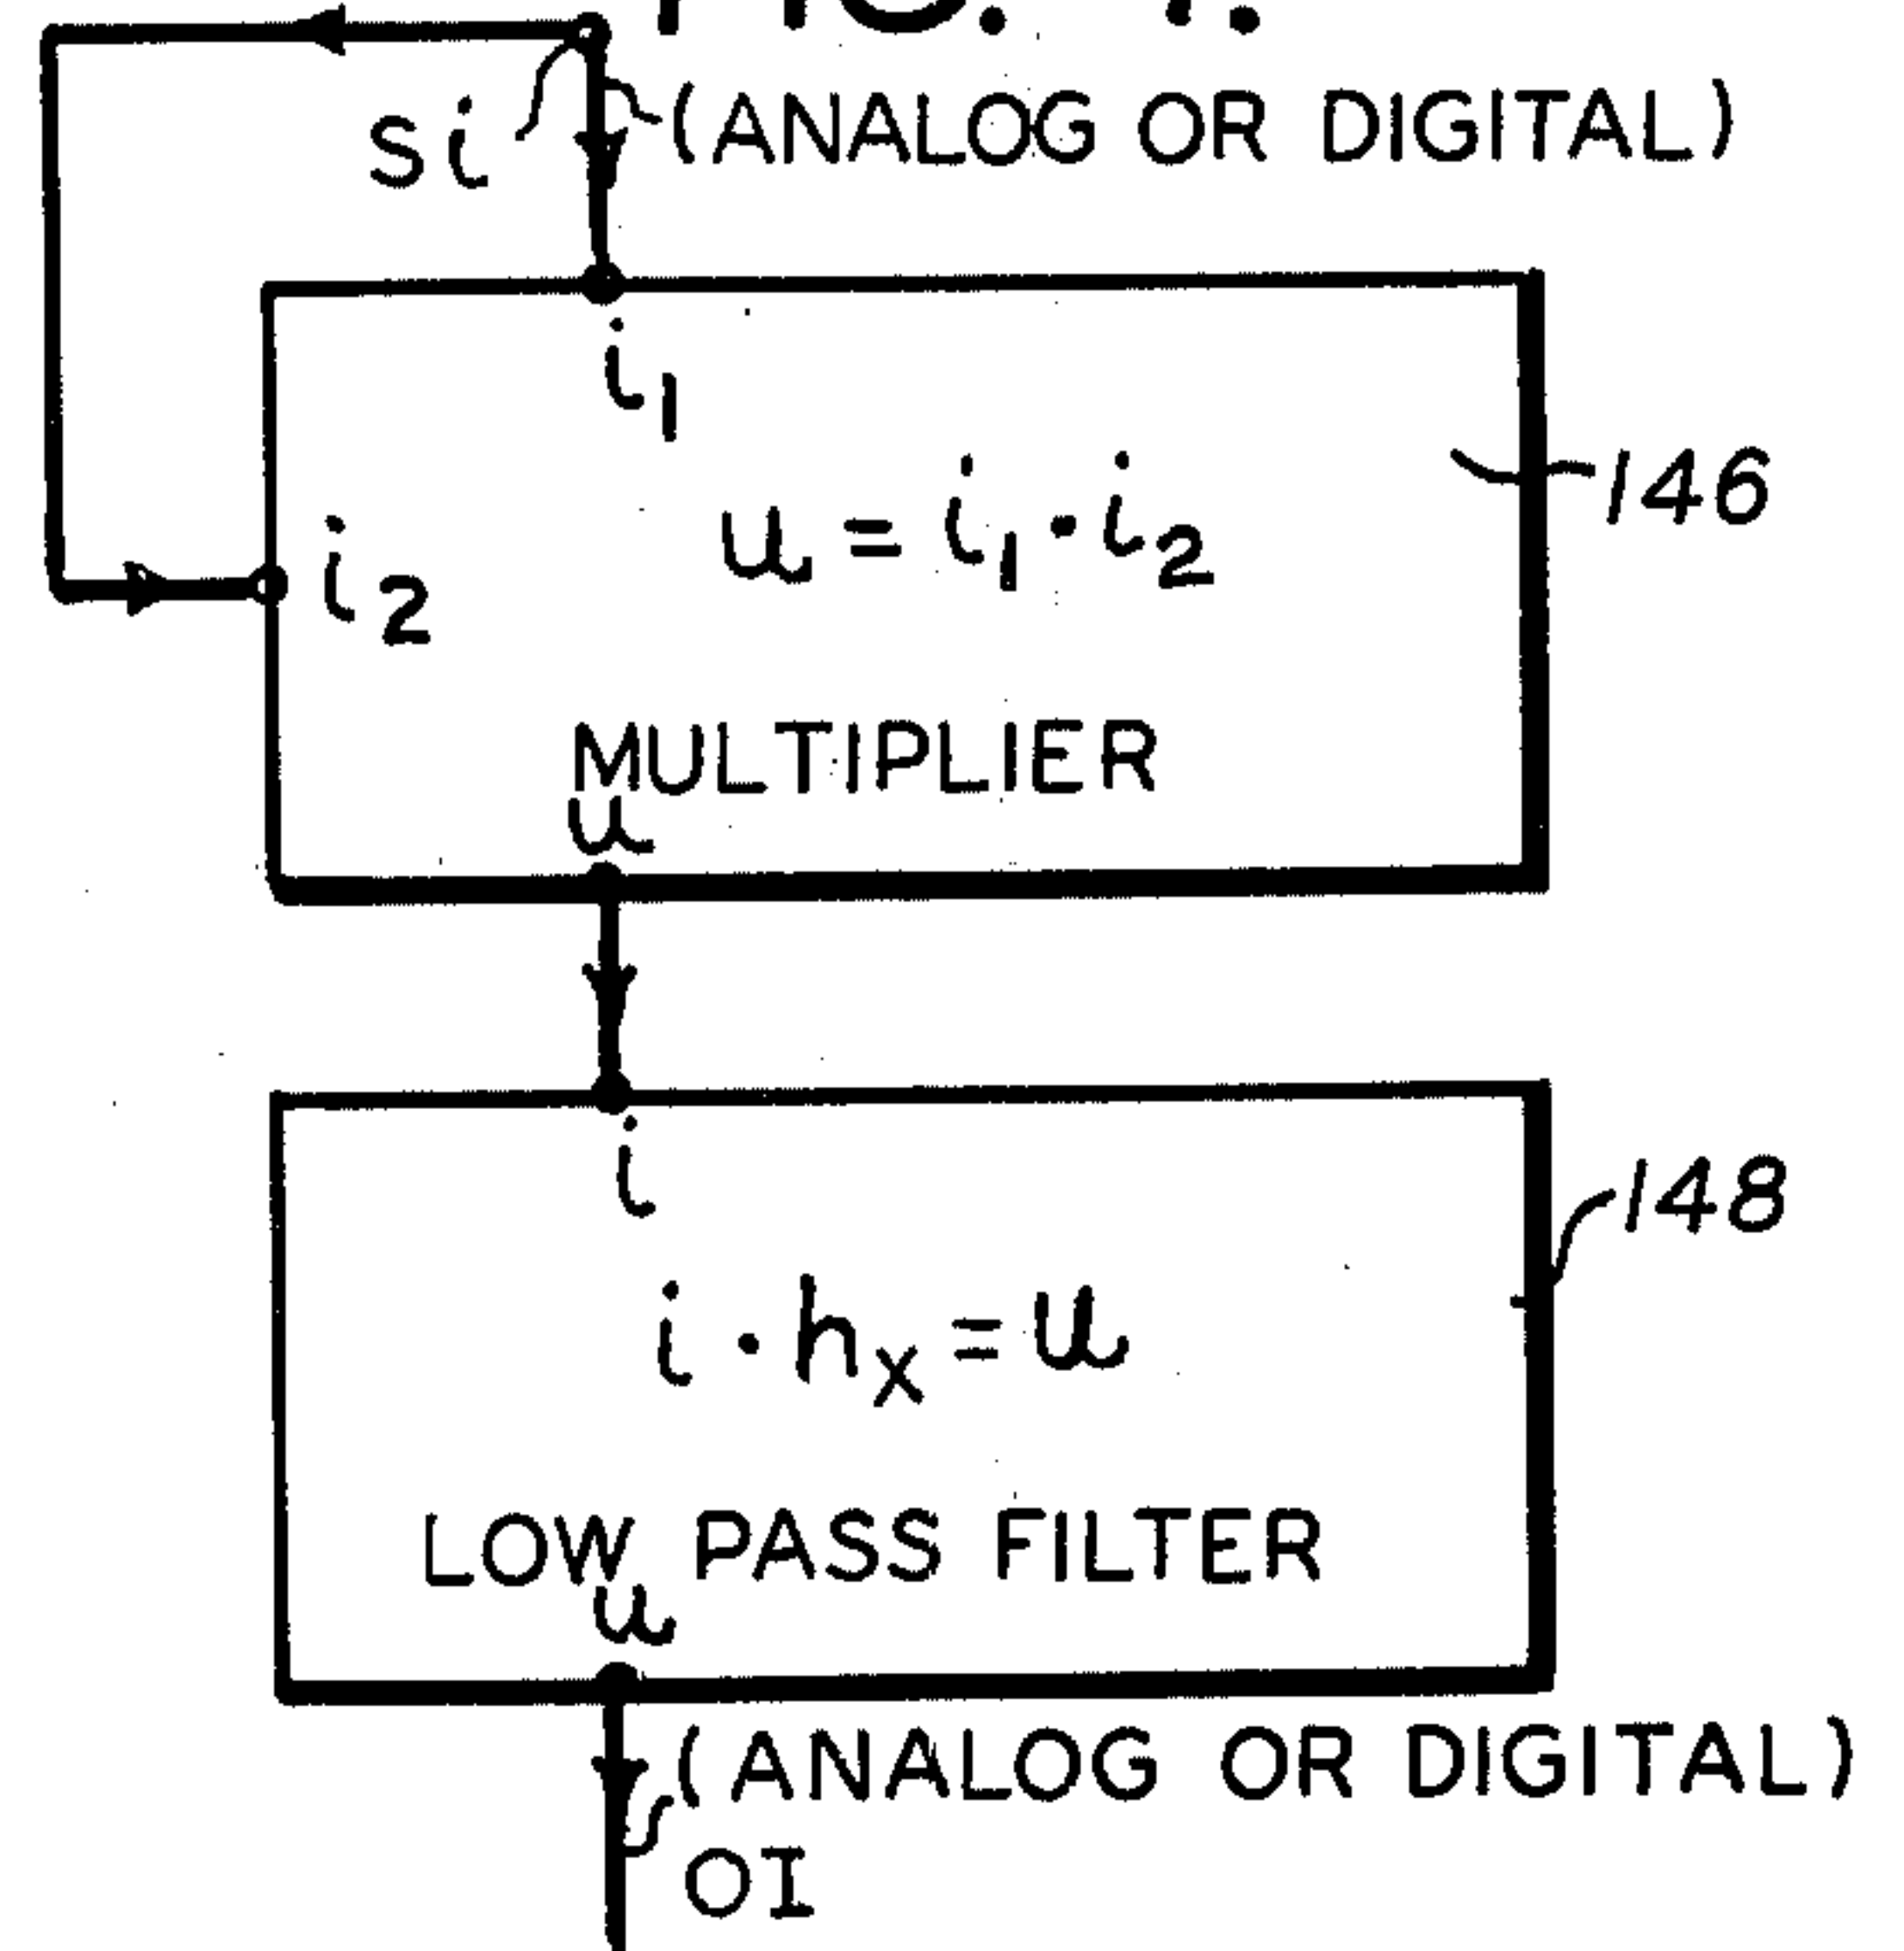 (ANALOG OR DIGITAL)
si
i1
146
u = i1 · i2
i2
MULTIPLIER
u
i
148
i · hx = u
LOW PASS FILTER
u
(ANALOG OR DIGITAL)
OI